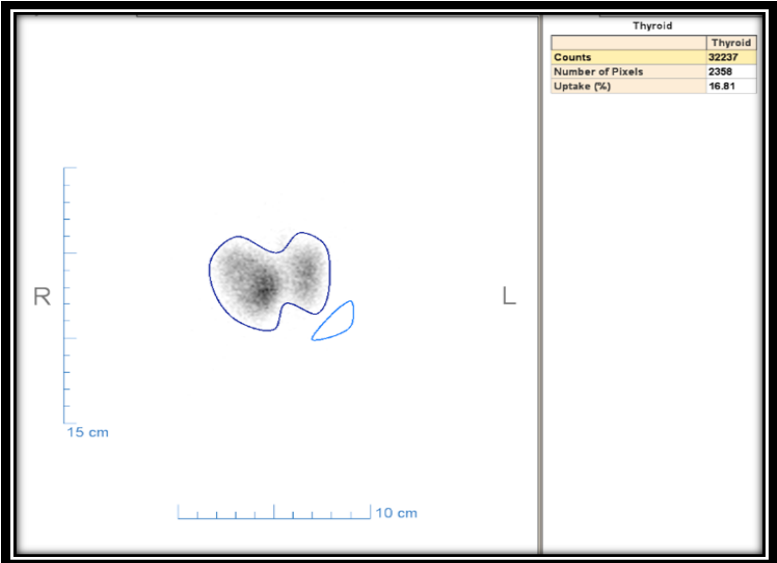 Thyroid
Thyroid
Counts 32237
Number of Pixels 2358
Uptake (%) 16.81
R
L
15 cm
10 cm